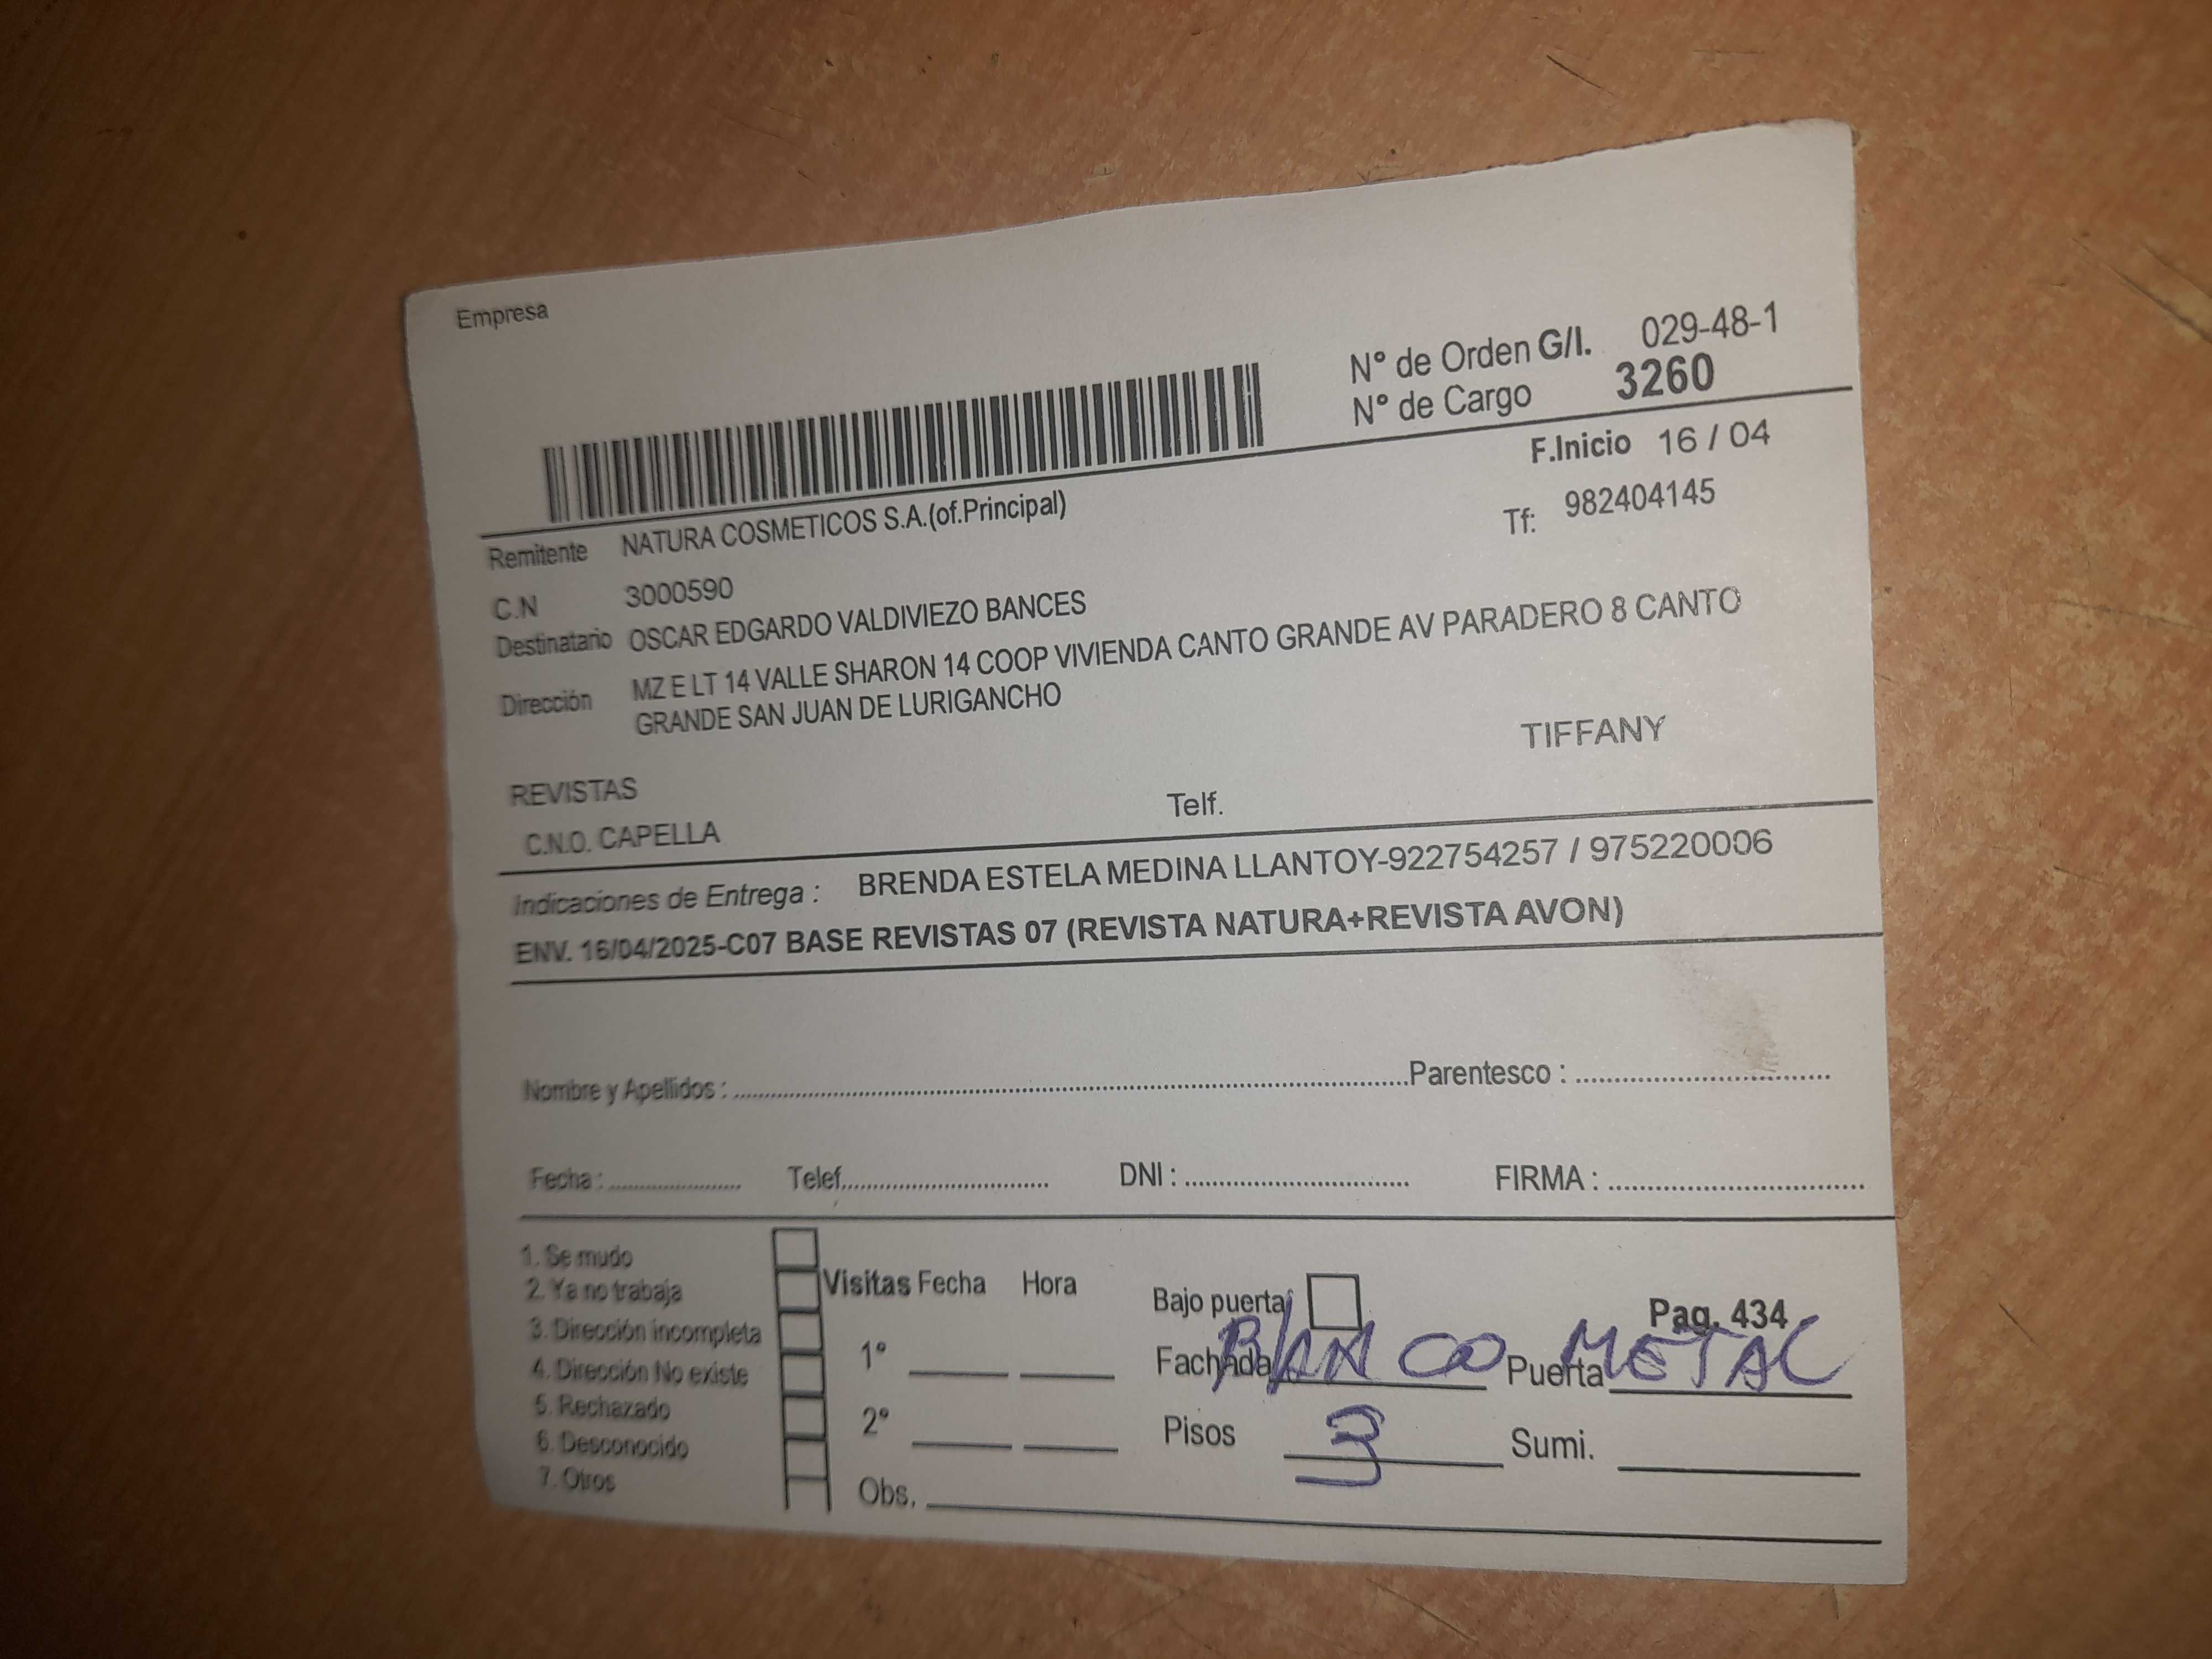 Empresa
N° de Orden G/I. 029-48-1
N° de Cargo 3260
F.Inicio 16 / 04
Remitente NATURA COSMETICOS S.A.(of.Principal)
Tf: 982404145
C.N 3000590
Destinatario OSCAR EDGARDO VALDIVIEZO BANCES
Dirección MZ E LT 14 VALLE SHARON 14 COOP VIVIENDA CANTO GRANDE AV PARADERO 8 CANTO
GRANDE SAN JUAN DE LURIGANCHO
TIFFANY
REVISTAS
C.N.O. CAPELLA Telf.
Indicaciones de Entrega : BRENDA ESTELA MEDINA LLANTOY-922754257 / 975220006
ENV. 16/04/2025-C07 BASE REVISTAS 07 (REVISTA NATURA+REVISTA AVON)
Nombre y Apellidos : Parentesco :
Fecha : Telef. DNI : FIRMA :
1. Se mudo
2. Ya no trabaja
3. Dirección incompleta
4. Dirección No existe
5. Rechazado
6. Desconocido
7. Otros
Visitas Fecha Hora
1°
2°
Obs.
Bajo puerta
Pag. 434
Fachada BLANCO Puerta METAL
Pisos 3 Sumi.